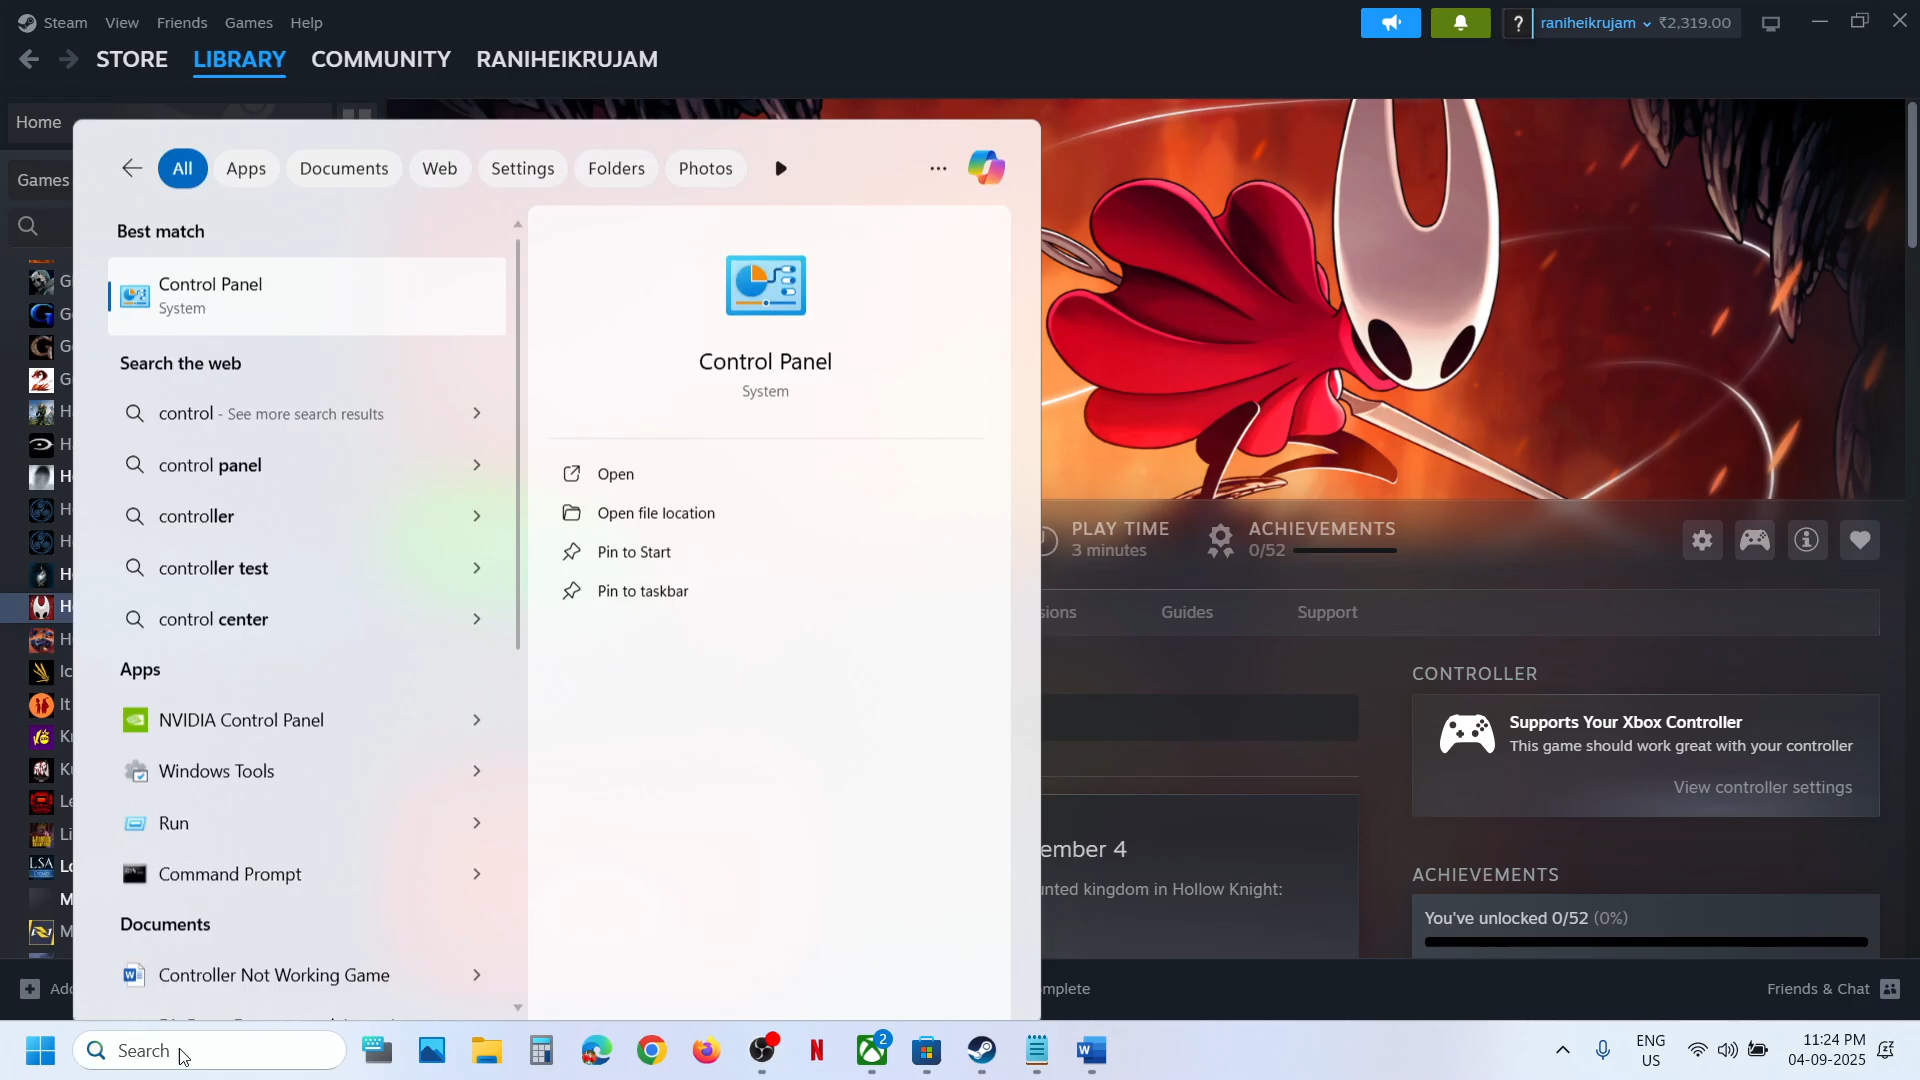 Steam View Friends Games Help
? raniheikrujam ₹2,319.00
STORE LIBRARY COMMUNITY RANIHEIKRUJAM
Home
Games
All Apps Documents Web Settings Folders Photos
Best match
Control Panel
System
Search the web
control - See more search results
control panel
controller
controller test
control center
Apps
NVIDIA Control Panel
Windows Tools
Run
Command Prompt
Documents
Controller Not Working Game
Control Panel
System
Open
Open file location
Pin to Start
Pin to taskbar
PLAY TIME
3 minutes
ACHIEVEMENTS
0/52
sions Guides Support
CONTROLLER
Supports Your Xbox Controller
This game should work great with your controller
View controller settings
ember 4
unted kingdom in Hollow Knight:
ACHIEVEMENTS
You've unlocked 0/52 (0%)
Add
mplete
Friends & Chat
Search
2
ENG
US
11:24 PM
04-09-2025